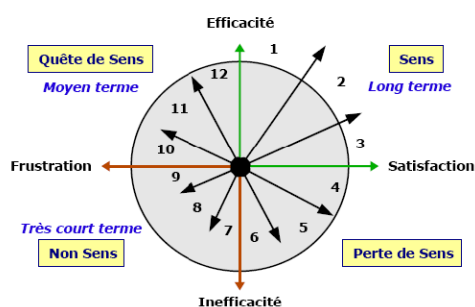 Efficacité
Quête de Sens
Moyen terme
Sens
Long terme
12
1
2
11
3
10
Frustration
Satisfaction
9
4
8
5
7
6
Très court terme
Non Sens
Perte de Sens
Inefficacité